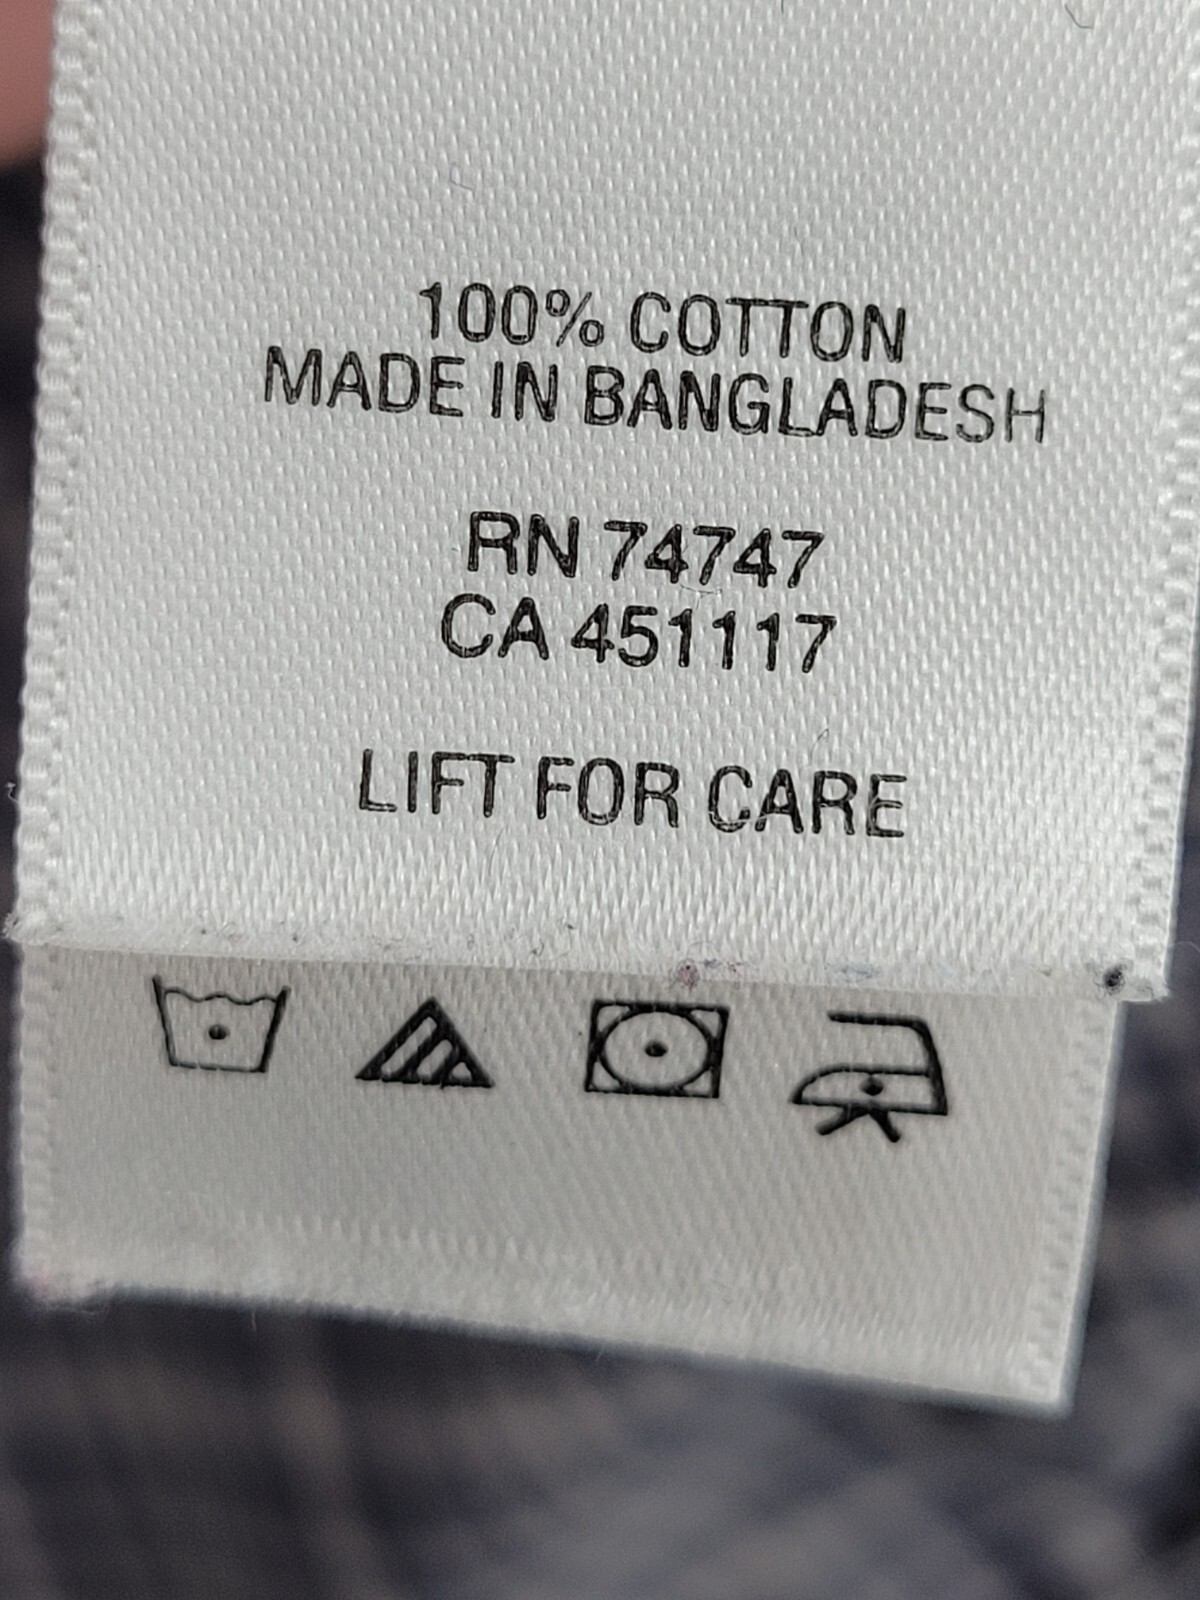 100% COTTON
MADE IN BANGLADESH
RN 74747
CA 451117
LIFT FOR CARE